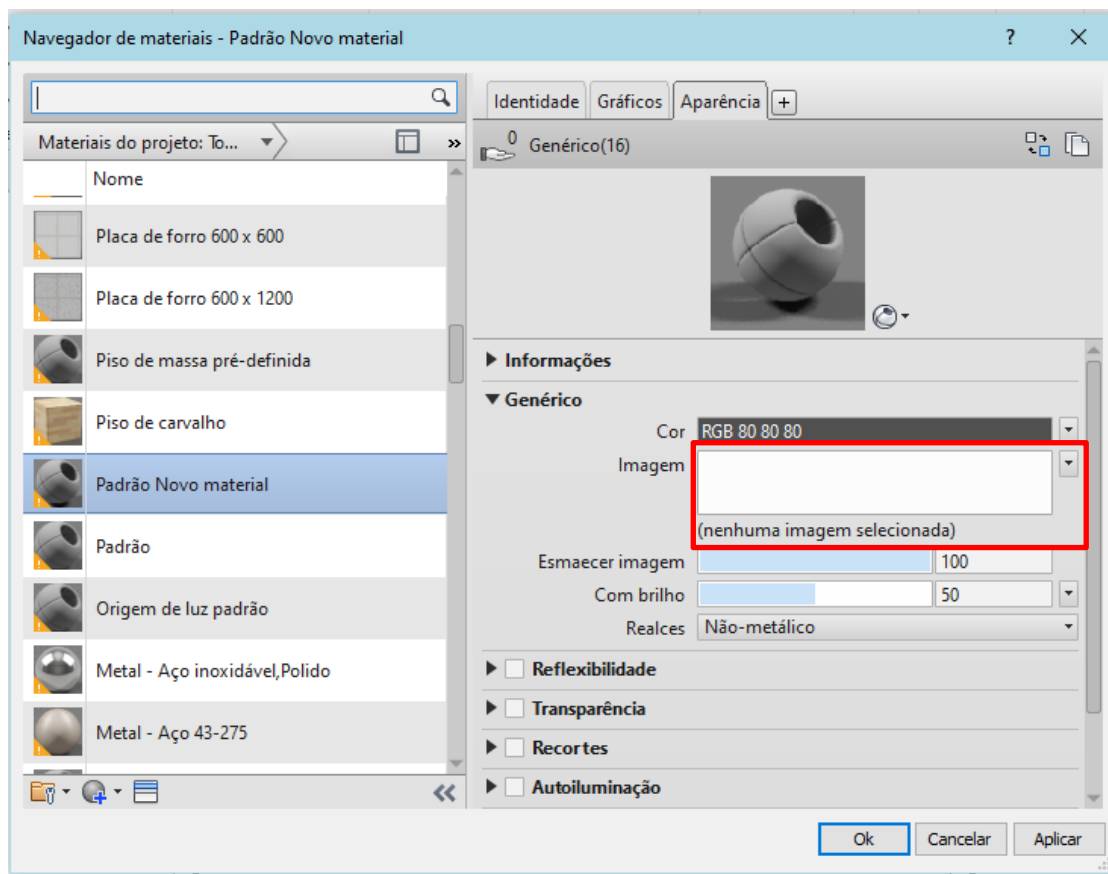 Navegador de materiais - Padrão Novo material
?
Identidade
Gráficos
Aparência
+
Materiais do projeto: To...
»
0
Genérico(16)
Nome
Placa de forro 600 x 600
Placa de forro 600 x 1200
Piso de massa pré-definida
Piso de carvalho
Padrão Novo material
Padrão
Origem de luz padrão
Metal - Aço inoxidável,Polido
Metal - Aço 43-275
Informações
Genérico
Cor RGB 80 80 80
Imagem
(nenhuma imagem selecionada)
Esmaecer imagem 100
Com brilho 50
Realces Não-metálico
Reflexibilidade
Transparência
Recortes
Autoiluminação
Ok
Cancelar
Aplicar